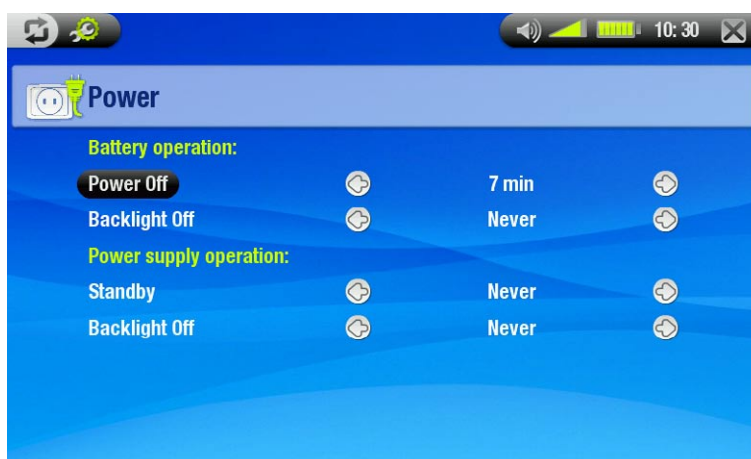 10:30
Power
Battery operation:
Power Off 7 min
Backlight Off Never
Power supply operation:
Standby Never
Backlight Off Never